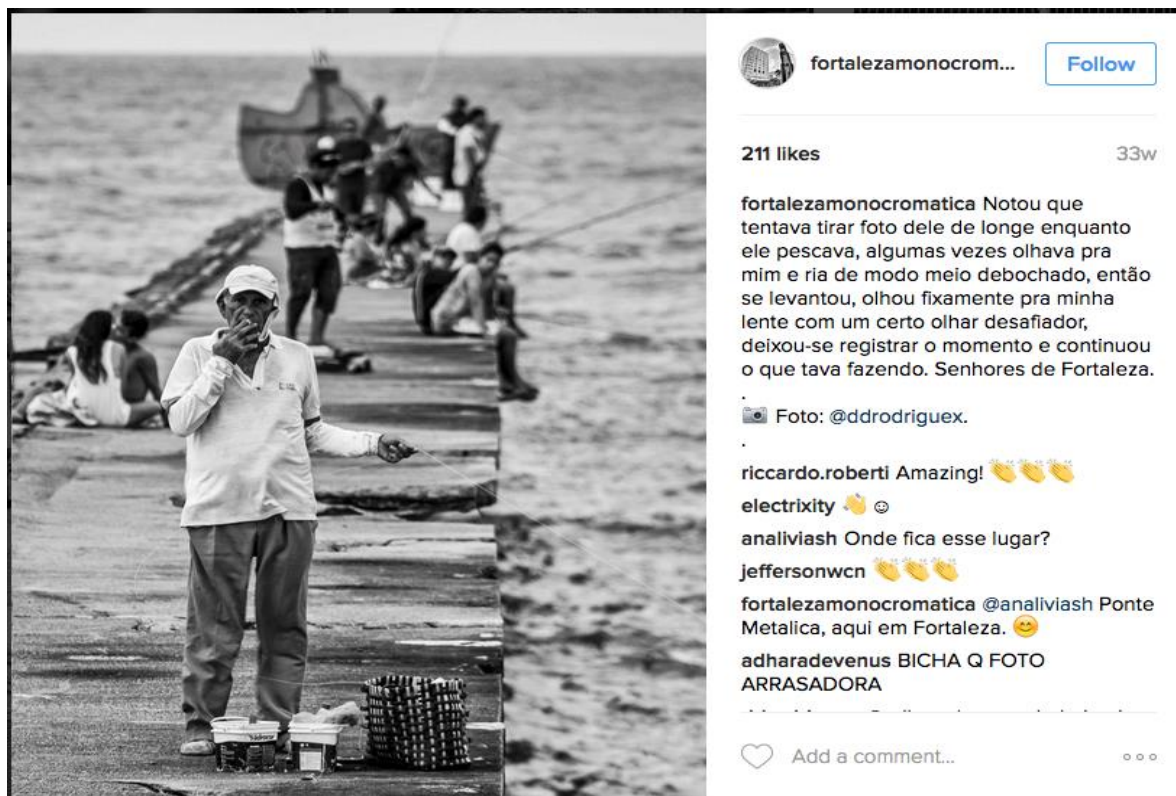 fortalezamonocrom...
Follow
211 likes
33w
fortalezamonocromatica Notou que
tentava tirar foto dele de longe enquanto
ele pescava, algumas vezes olhava pra
mim e ria de modo meio debochado, então
se levantou, olhou fixamente pra minha
lente com um certo olhar desafiador,
deixou-se registrar o momento e continuou
o que tava fazendo. Senhores de Fortaleza.
.
📷 Foto: @ddrodriguex.
.
riccardo.roberti Amazing! 👏👏👏
electrixity 👏 ☺
analiviash Onde fica esse lugar?
jeffersonwcn 👏👏👏
fortalezamonocromatica @analiviash Ponte
Metalica, aqui em Fortaleza. 😊
adharadevenus BICHA Q FOTO
ARRASADORA
Add a comment...